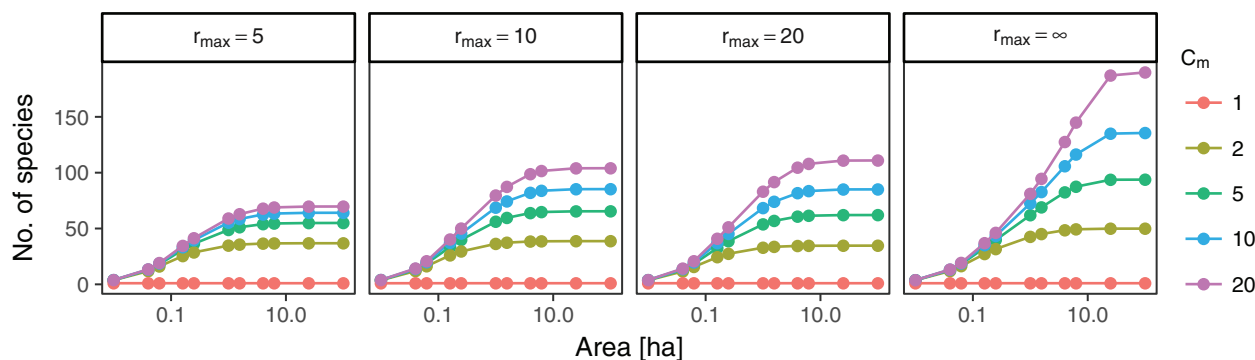 r_max = 5
r_max = 10
r_max = 20
r_max = ∞
No. of species
150
100
50
0
0.1 10.0
0.1 10.0
0.1 10.0
0.1 10.0
Area [ha]
C_m
1
2
5
10
20